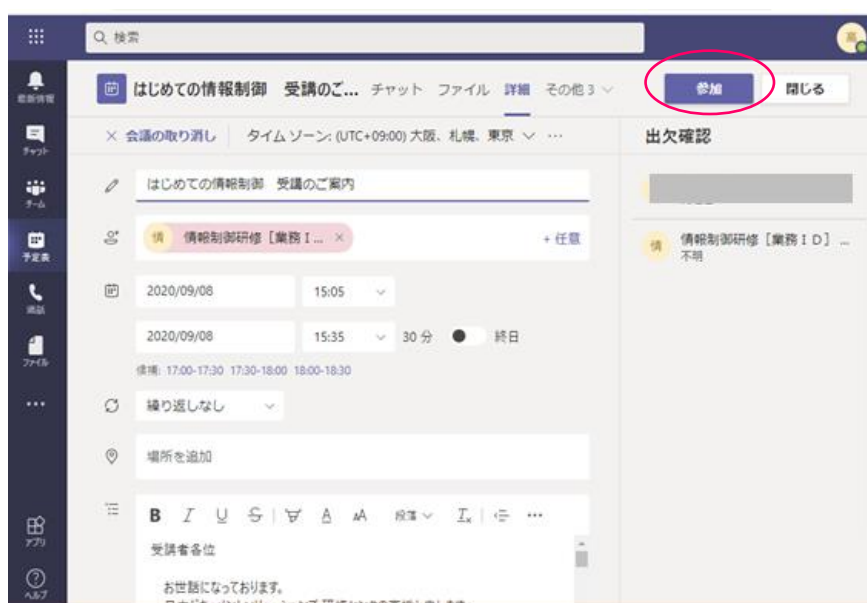 検索
高
最新情報
チャット
チーム
予定表
通話
ファイル
アプリ
ヘルプ
はじめての情報制御 受講のご... チャット ファイル 詳細 その他 3
参加 閉じる
× 会議の取り消し タイム ゾーン: (UTC+09:00) 大阪、札幌、東京 ...
はじめての情報制御 受講のご案内
情 情報制御研修［業務Ｉ... ×
+ 任意
2020/09/08 15:05
2020/09/08 15:35 30 分 終日
候補: 17:00-17:30 17:30-18:00 18:00-18:30
繰り返しなし
場所を追加
B I U S A AA 段落 Ix ...
受講者各位
お世話になっております。
出欠確認
情 情報制御研修［業務ＩＤ］ ...
不明